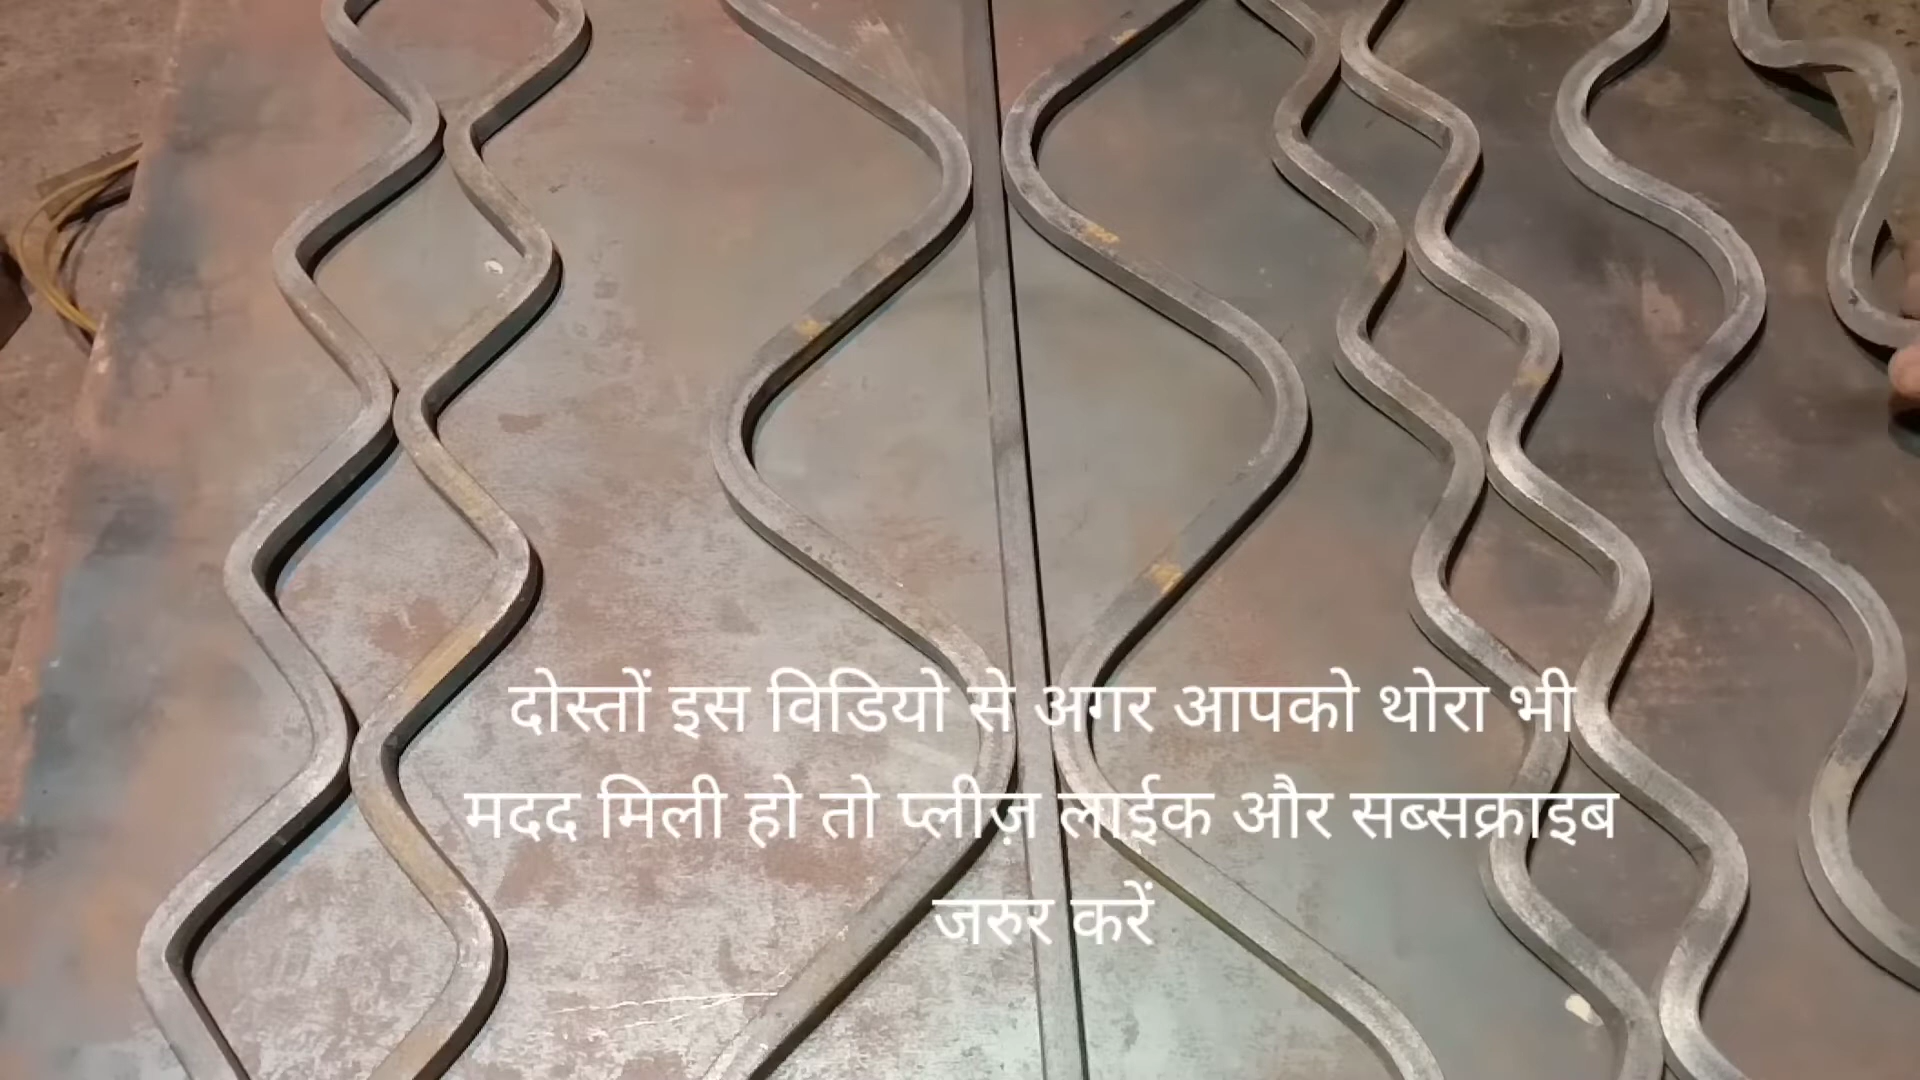 दोस्तों इस विडियो से अगर आपको थोरा भी
मदद मिली हो तो प्लीज़ लाईक और सब्सक्राइब
जरुर करें